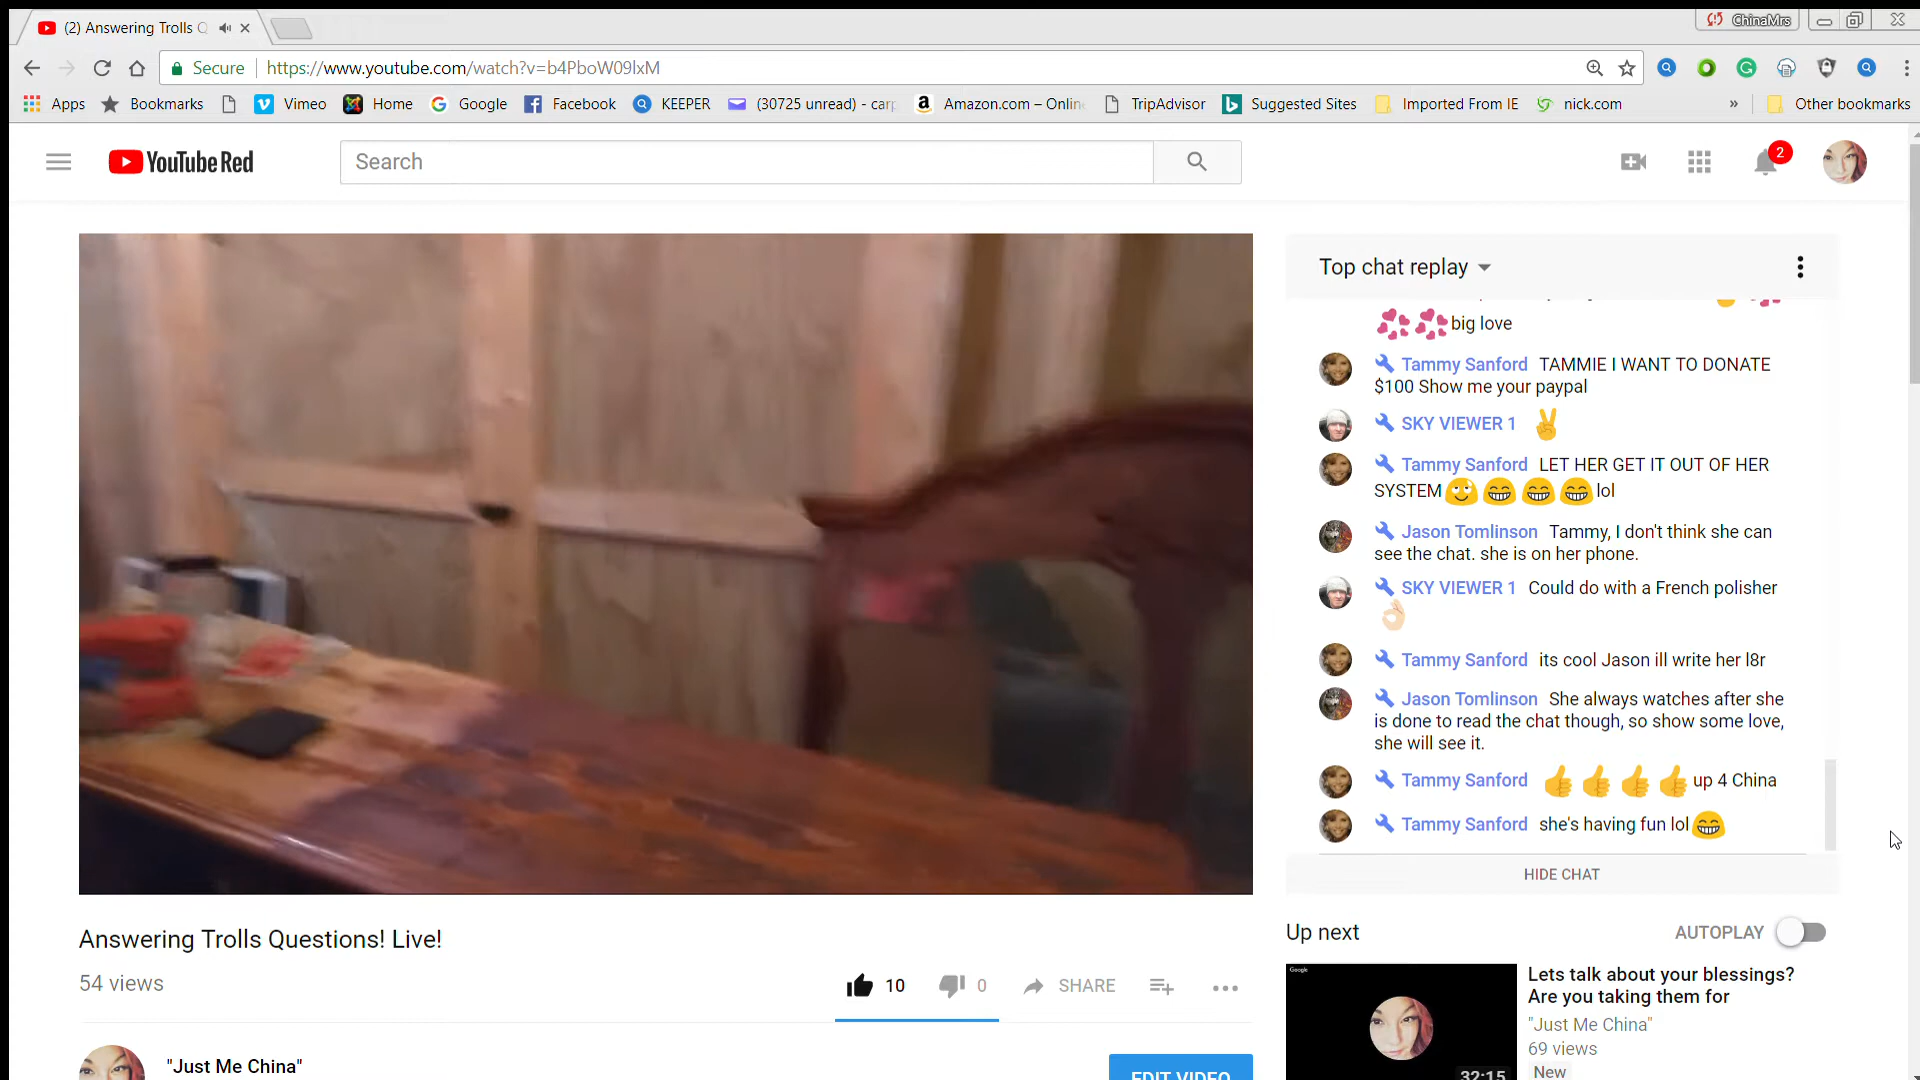 (2) Answering Trolls Q
ChinaMrs
Secure
https://www.youtube.com/watch?v=b4PboW09lxM
Apps
Bookmarks
Vimeo
Home
Google
Facebook
KEEPER
(30725 unread) - carp
Amazon.com – Onlin
TripAdvisor
Suggested Sites
Imported From IE
nick.com
»
Other bookmarks
YouTube Red
Search
2
Top chat replay
big love
Tammy Sanford TAMMIE I WANT TO DONATE
$100 Show me your paypal
SKY VIEWER 1 ✌
Tammy Sanford LET HER GET IT OUT OF HER
SYSTEM🙄😁😁😁lol
Jason Tomlinson Tammy, I don't think she can
see the chat. she is on her phone.
SKY VIEWER 1 Could do with a French polisher
👌🏻
Tammy Sanford its cool Jason ill write her l8r
Jason Tomlinson She always watches after she
is done to read the chat though, so show some love,
she will see it.
Tammy Sanford 👍👍👍👍up 4 China
Tammy Sanford she's having fun lol😁
HIDE CHAT
Answering Trolls Questions! Live!
54 views
10
0
SHARE
"Just Me China"
EDIT VIDEO
Up next
AUTOPLAY
Google
32:15
Lets talk about your blessings?
Are you taking them for
"Just Me China"
69 views
New